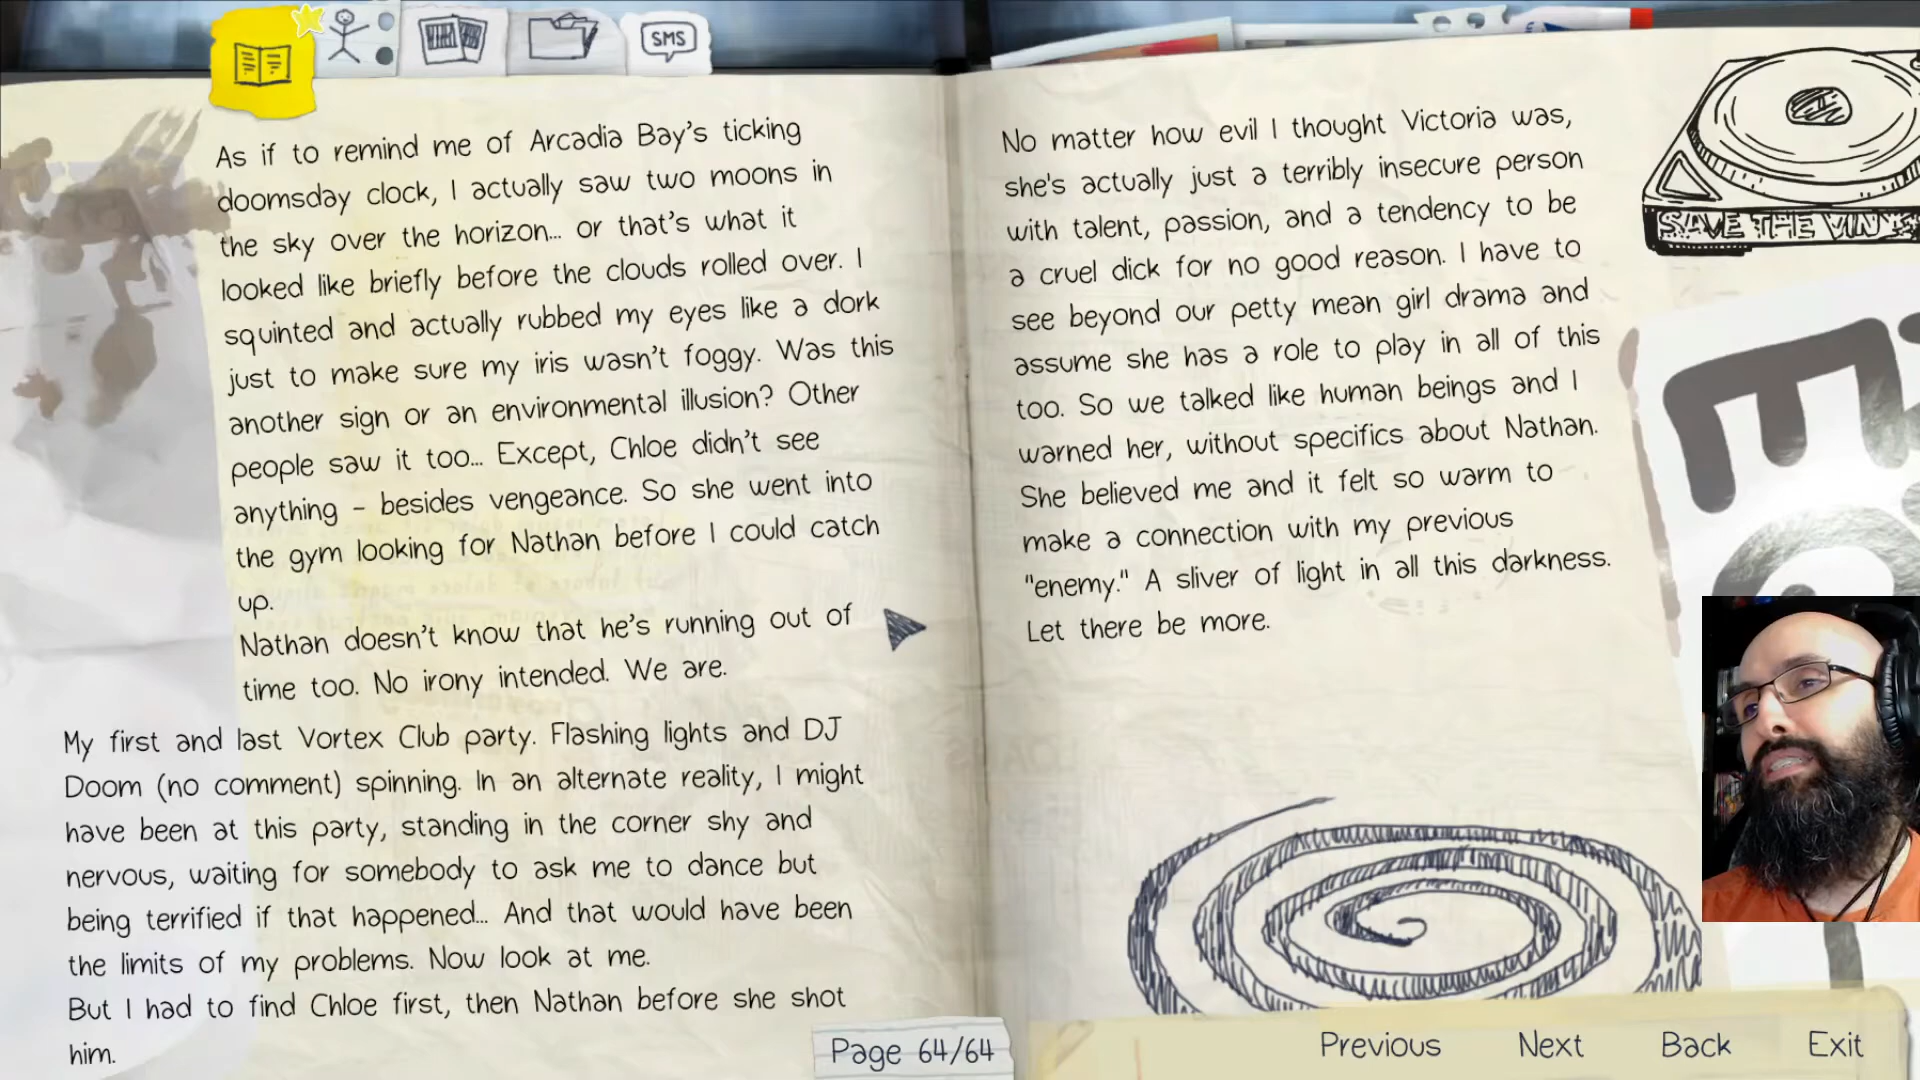 SMS
As if to remind me of Arcadia Bay's ticking
doomsday clock, I actually saw two moons in
the sky over the horizon... or that's what it
looked like briefly before the clouds rolled over. I
squinted and actually rubbed my eyes like a dork
just to make sure my iris wasn't foggy. Was this
another sign or an environmental illusion? Other
people saw it too... Except, Chloe didn't see
anything - besides vengeance. So she went into
the gym looking for Nathan before I could catch
up.
Nathan doesn't know that he's running out of
time too. No irony intended. We are.
My first and last Vortex Club party. Flashing lights and DJ
Doom (no comment) spinning. In an alternate reality, I might
have been at this party, standing in the corner shy and
nervous, waiting for somebody to ask me to dance but
being terrified if that happened... And that would have been
the limits of my problems. Now look at me.
But I had to find Chloe first, then Nathan before she shot
him.
No matter how evil I thought Victoria was,
she's actually just a terribly insecure person
with talent, passion, and a tendency to be
a cruel dick for no good reason. I have to
see beyond our petty mean girl drama and
assume she has a role to play in all of this
too. So we talked like human beings and I
warned her, without specifics about Nathan.
She believed me and it felt so warm to
make a connection with my previous
"enemy." A sliver of light in all this darkness.
Let there be more.
SAVE THE VINYL
Page 64/64
Previous
Next
Back
Exit